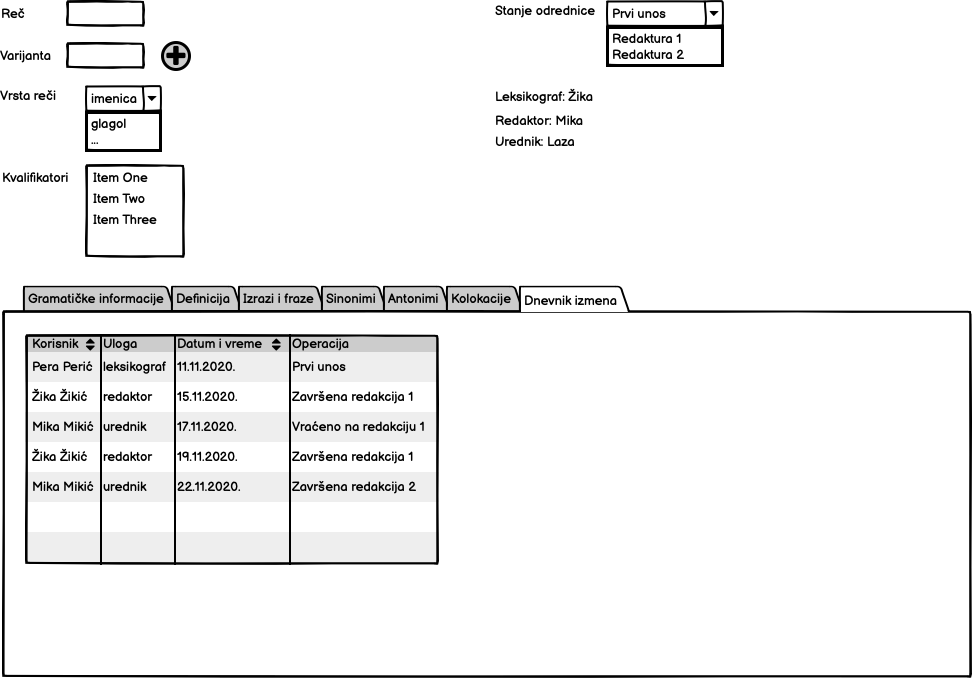 Reč
Varijanta
Vrsta reči
imenica
glagol
...
Kvalifikatori
Item One
Item Two
Item Three
Stanje odrednice
Prvi unos
Redaktura 1
Redaktura 2
Leksikograf: Žika
Redaktor: Mika
Urednik: Laza
Gramatičke informacije Definicija Izrazi i fraze Sinonimi Antonimi Kolokacije Dnevnik izmena
Korisnik Uloga Datum i vreme Operacija
Pera Perić leksikograf 11.11.2020. Prvi unos
Žika Žikić redaktor 15.11.2020. Završena redakcija 1
Mika Mikić urednik 17.11.2020. Vraćeno na redakciju 1
Žika Žikić redaktor 19.11.2020. Završena redakcija 1
Mika Mikić urednik 22.11.2020. Završena redakcija 2